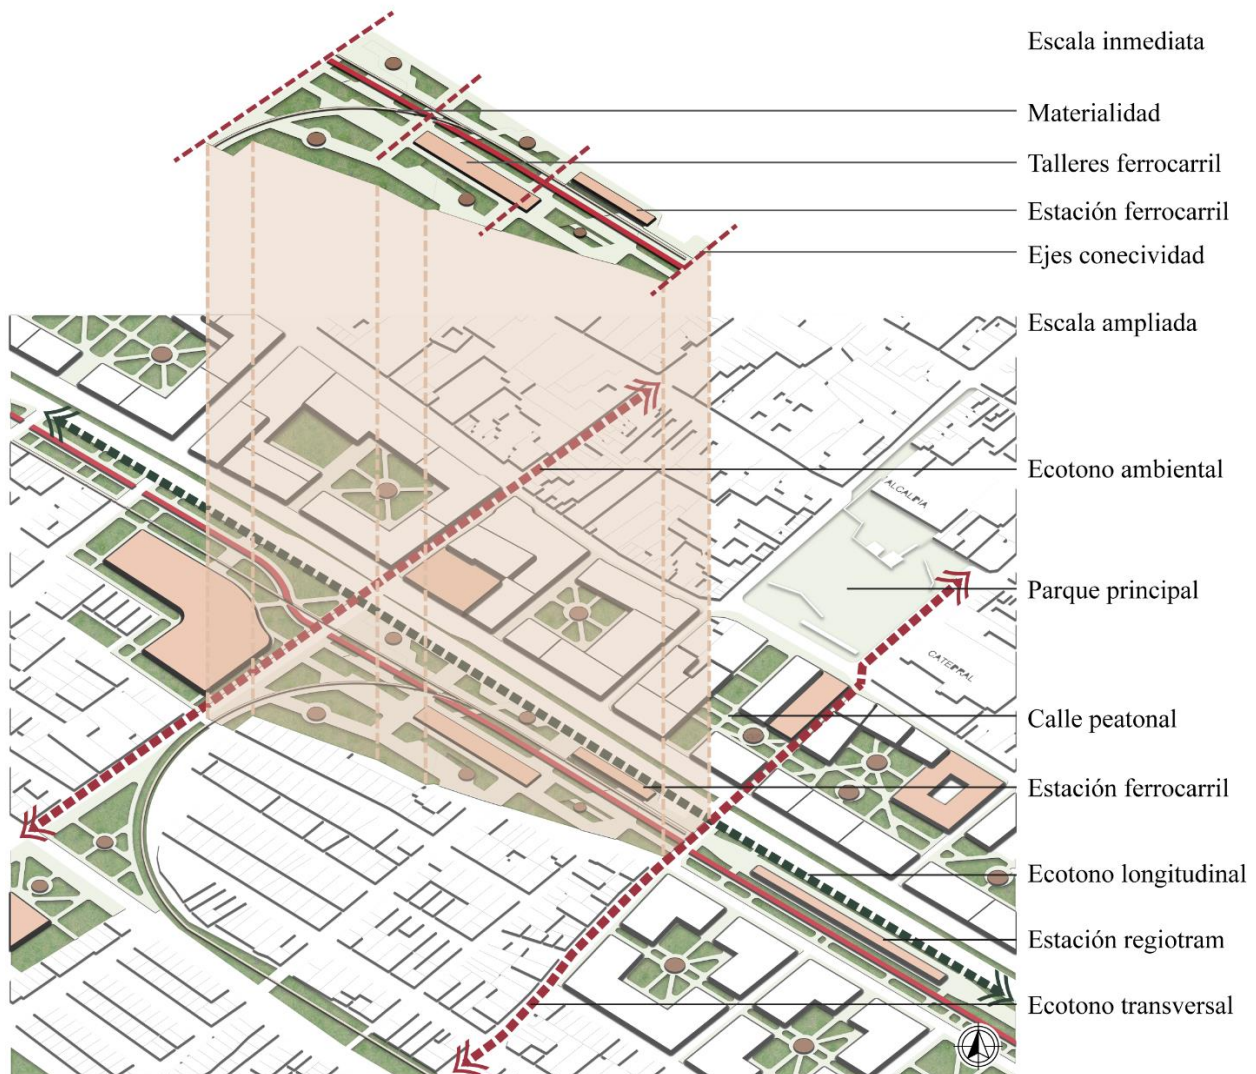 Escala inmediata
Materialidad
Talleres ferrocarril
Estación ferrocarril
Ejes conecividad
Escala ampliada
Ecotono ambiental
ALCALDIA
Parque principal
CATEDRAL
Calle peatonal
Estación ferrocarril
Ecotono longitudinal
Estación regiotram
Ecotono transversal